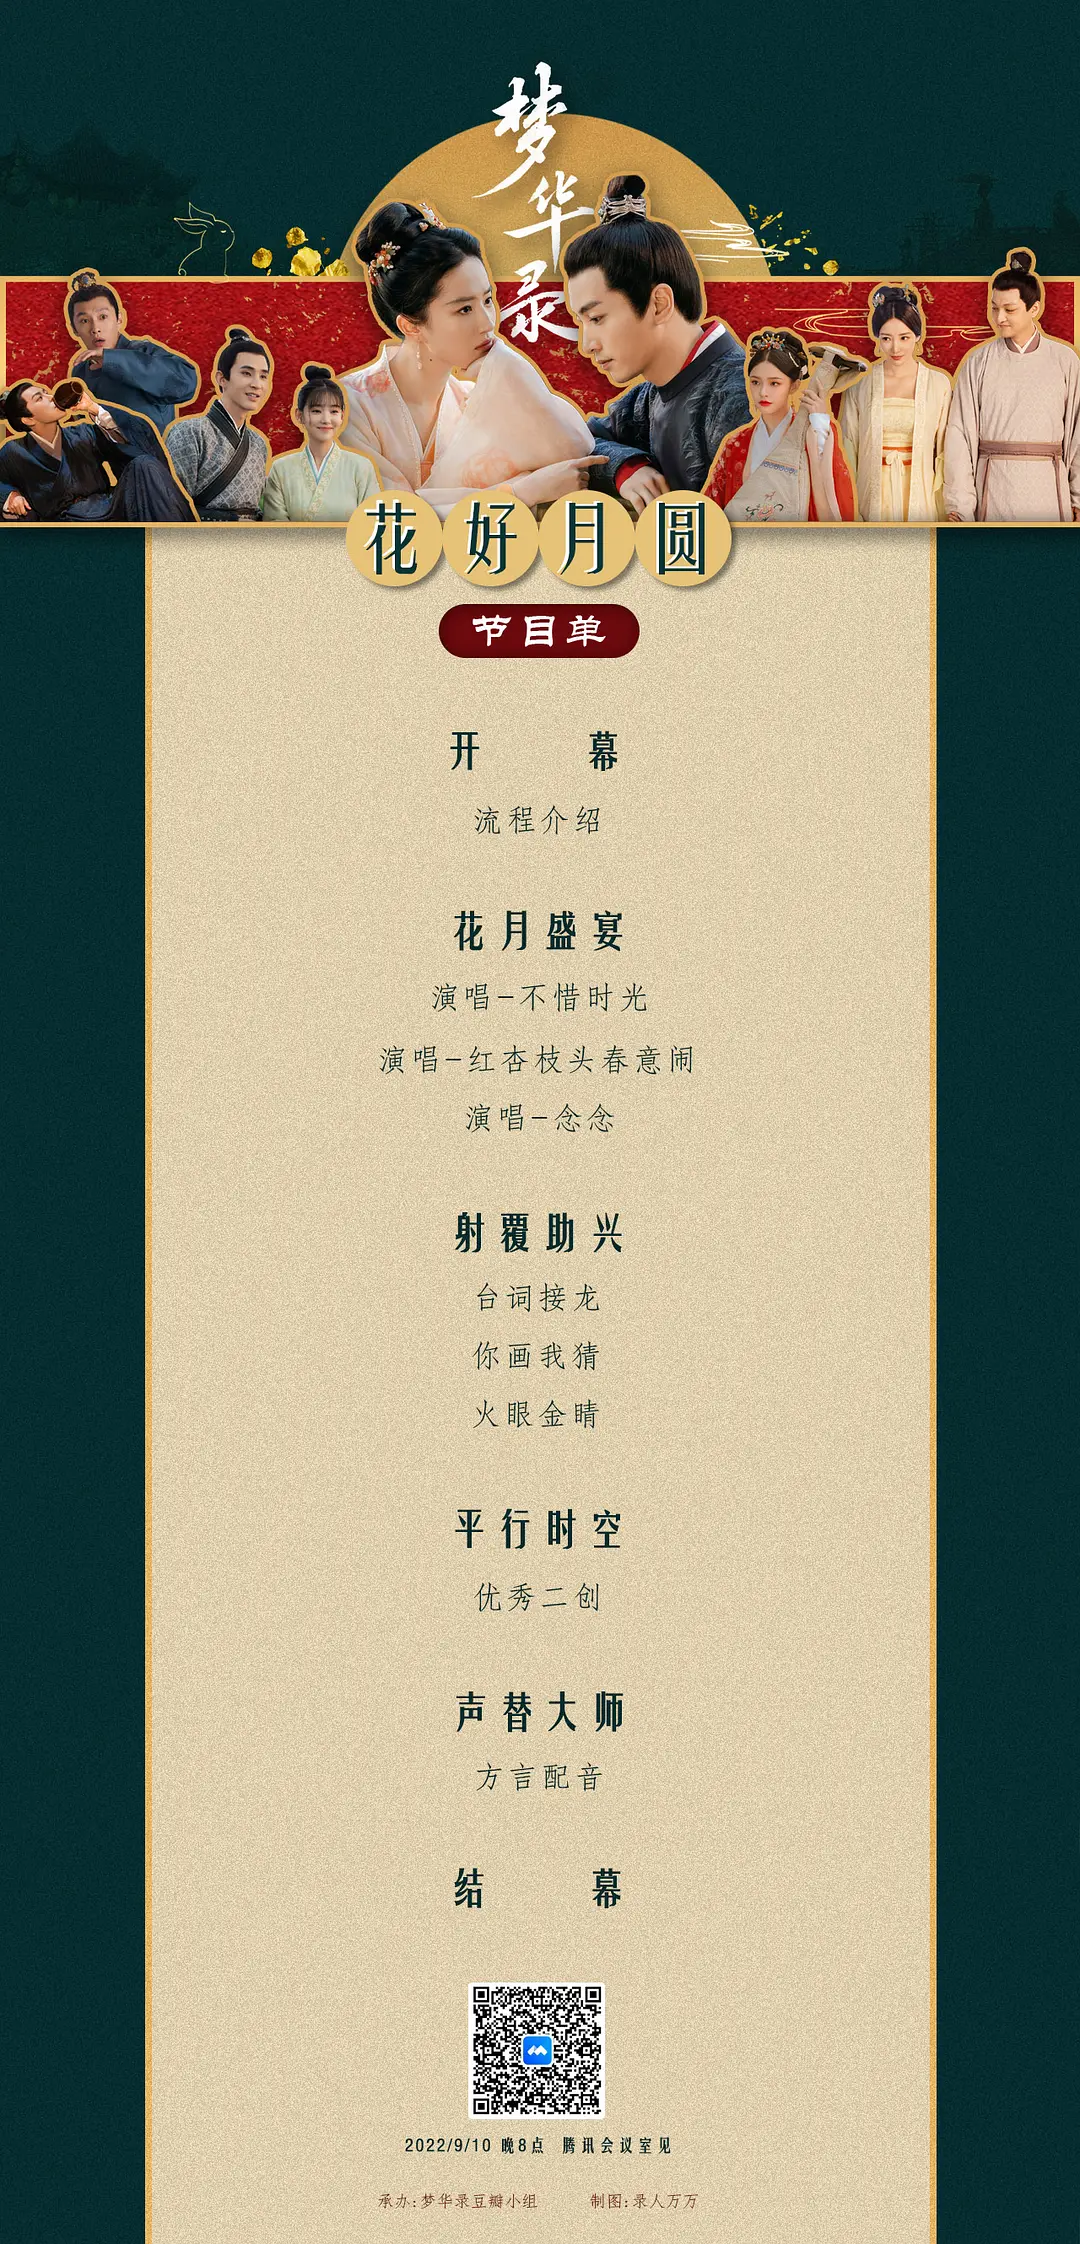 梦华录
花好月圆
节目单
开幕
流程介绍
花月盛宴
演唱-不惜时光
演唱-红杏枝头春意闹
演唱-念念
射覆助兴
台词接龙
你画我猜
火眼金睛
平行时空
优秀二创
声替大师
方言配音
结幕
2022/9/10 晚8点 腾讯会议室见
承办:梦华录豆瓣小组 制图:录人万万